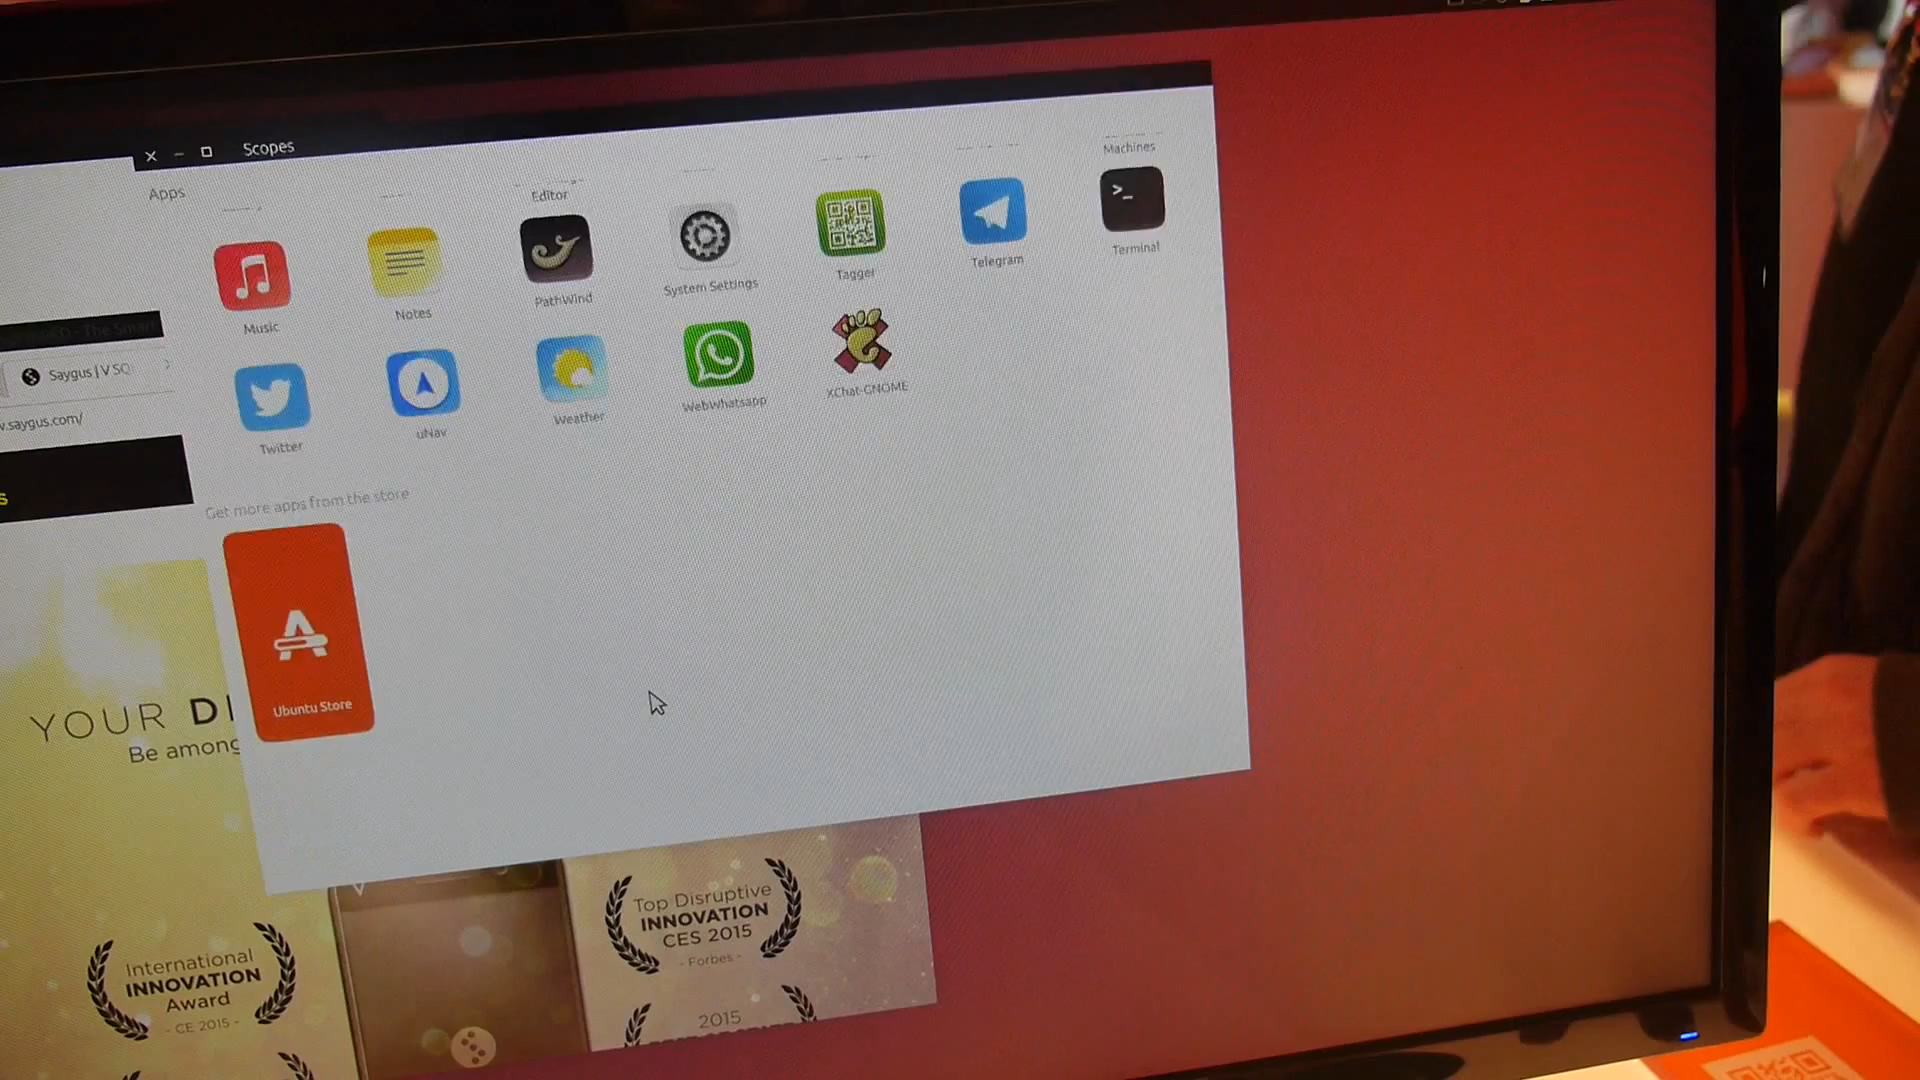 Scopes
Apps
Editor
Machines
Music
Notes
PathWind
System Settings
Tagger
Telegram
Terminal
Twitter
uNav
Weather
WebWhatsapp
XChat-GNOME
- The Smart
Saygus | V SQ
.saygus.com/
Get more apps from the store
Ubuntu Store
YOUR
Be among
International
INNOVATION
Award
- CE 2015 -
Top Disruptive
INNOVATION
CES 2015
- Forbes -
2015